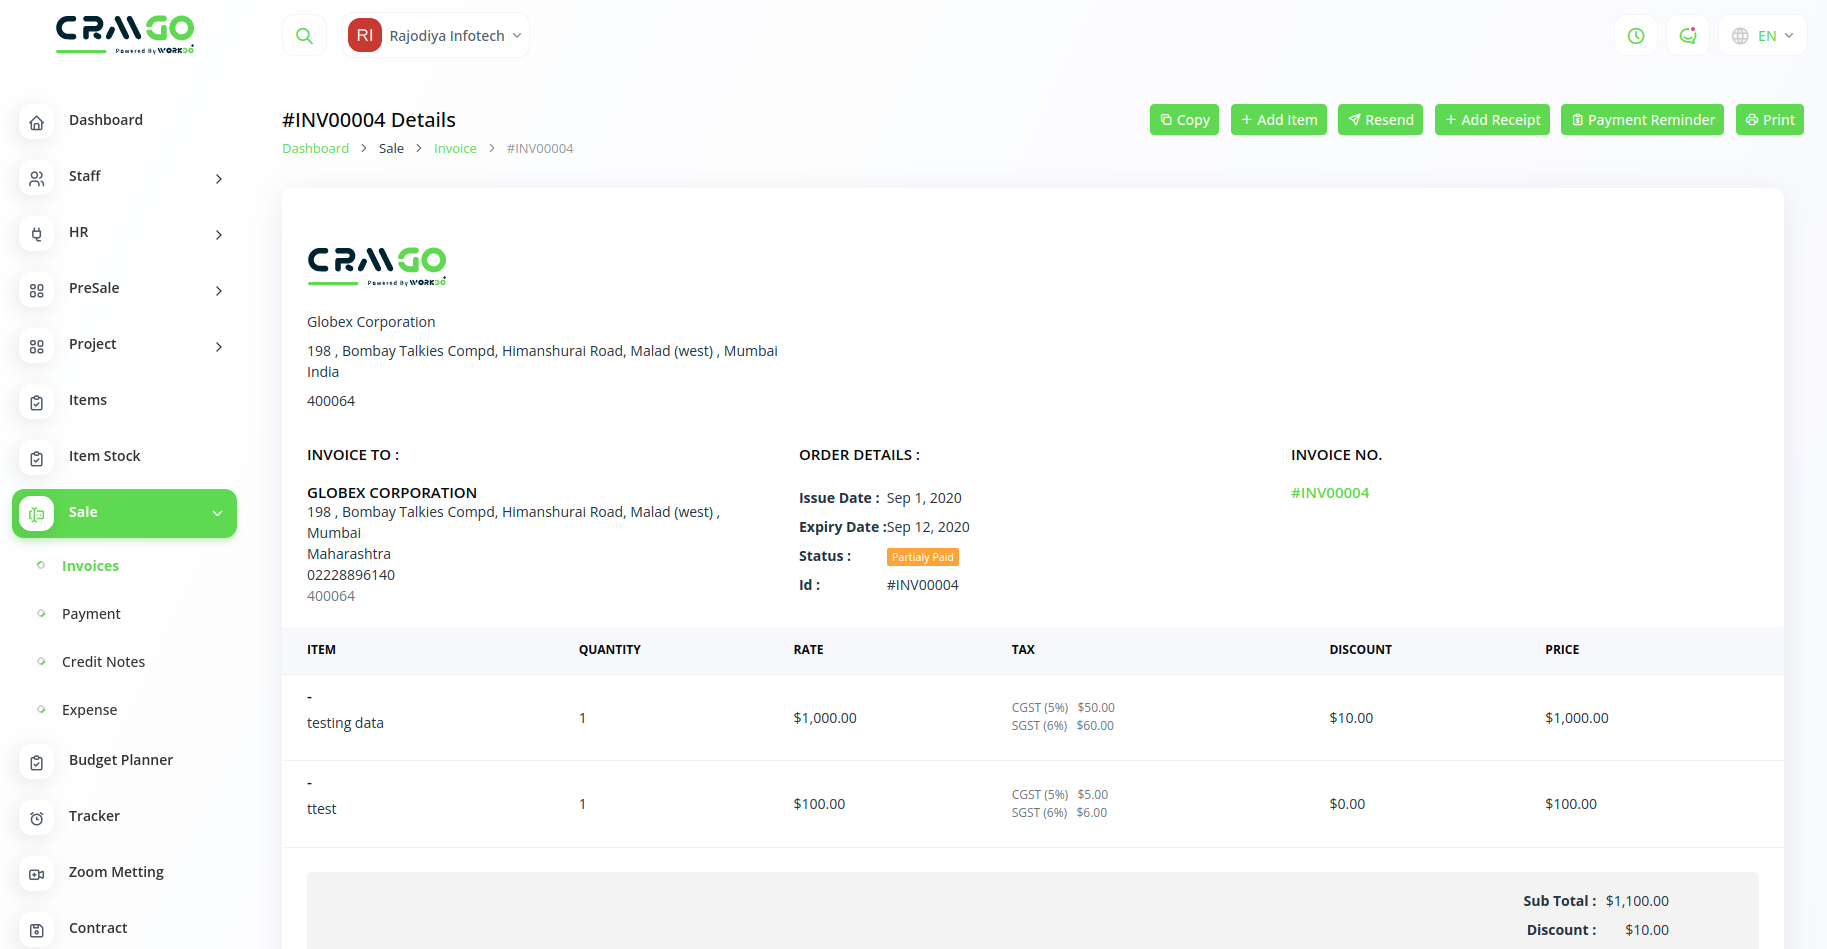 CRMGO
Powered By WORKDO
RI Rajodiya Infotech
EN
Dashboard
Staff
HR
PreSale
Project
Items
Item Stock
Sale
Invoices
Payment
Credit Notes
Expense
Budget Planner
Tracker
Zoom Metting
Contract
#INV00004 Details
Dashboard > Sale > Invoice > #INV00004
Copy
+ Add Item
Resend
+ Add Receipt
Payment Reminder
Print
CRMGO
Powered By WORKDO
Globex Corporation
198 , Bombay Talkies Compd, Himanshurai Road, Malad (west) , Mumbai
India
400064
INVOICE TO :
GLOBEX CORPORATION
198 , Bombay Talkies Compd, Himanshurai Road, Malad (west) ,
Mumbai
Maharashtra
02228896140
400064
ORDER DETAILS :
Issue Date : Sep 1, 2020
Expiry Date :Sep 12, 2020
Status : Partialy Paid
Id : #INV00004
INVOICE NO.
#INV00004
ITEM QUANTITY RATE TAX DISCOUNT PRICE
-
testing data 1 $1,000.00 CGST (5%) $50.00 $10.00 $1,000.00
SGST (6%) $60.00
-
ttest 1 $100.00 CGST (5%) $5.00 $0.00 $100.00
SGST (6%) $6.00
Sub Total : $1,100.00
Discount : $10.00